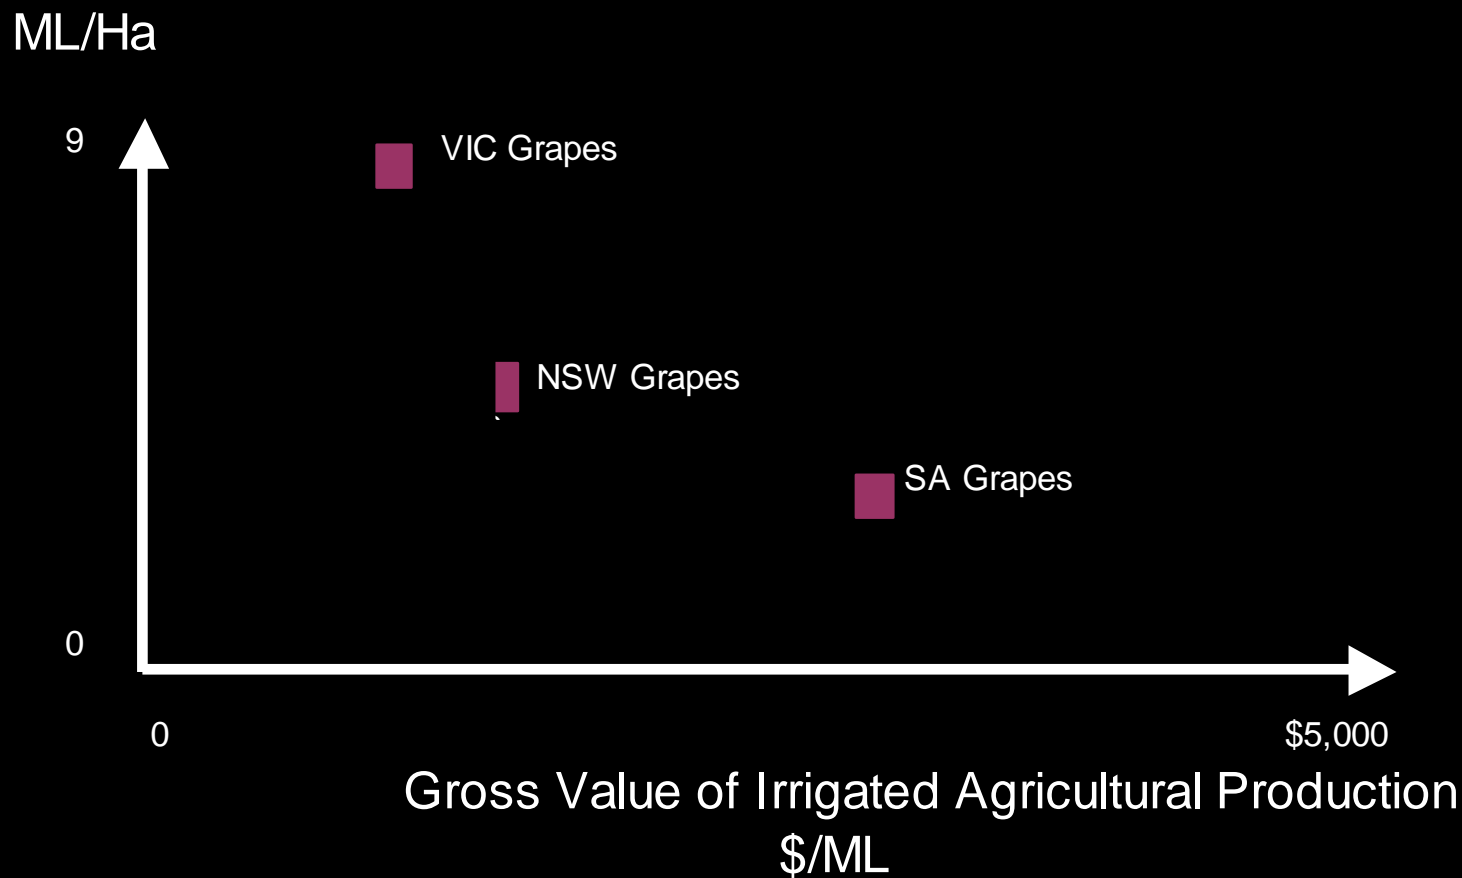 ML/Ha
9
VIC Grapes
NSW Grapes
SA Grapes
0
0
$5,000
Gross Value of Irrigated Agricultural Production
$/ML